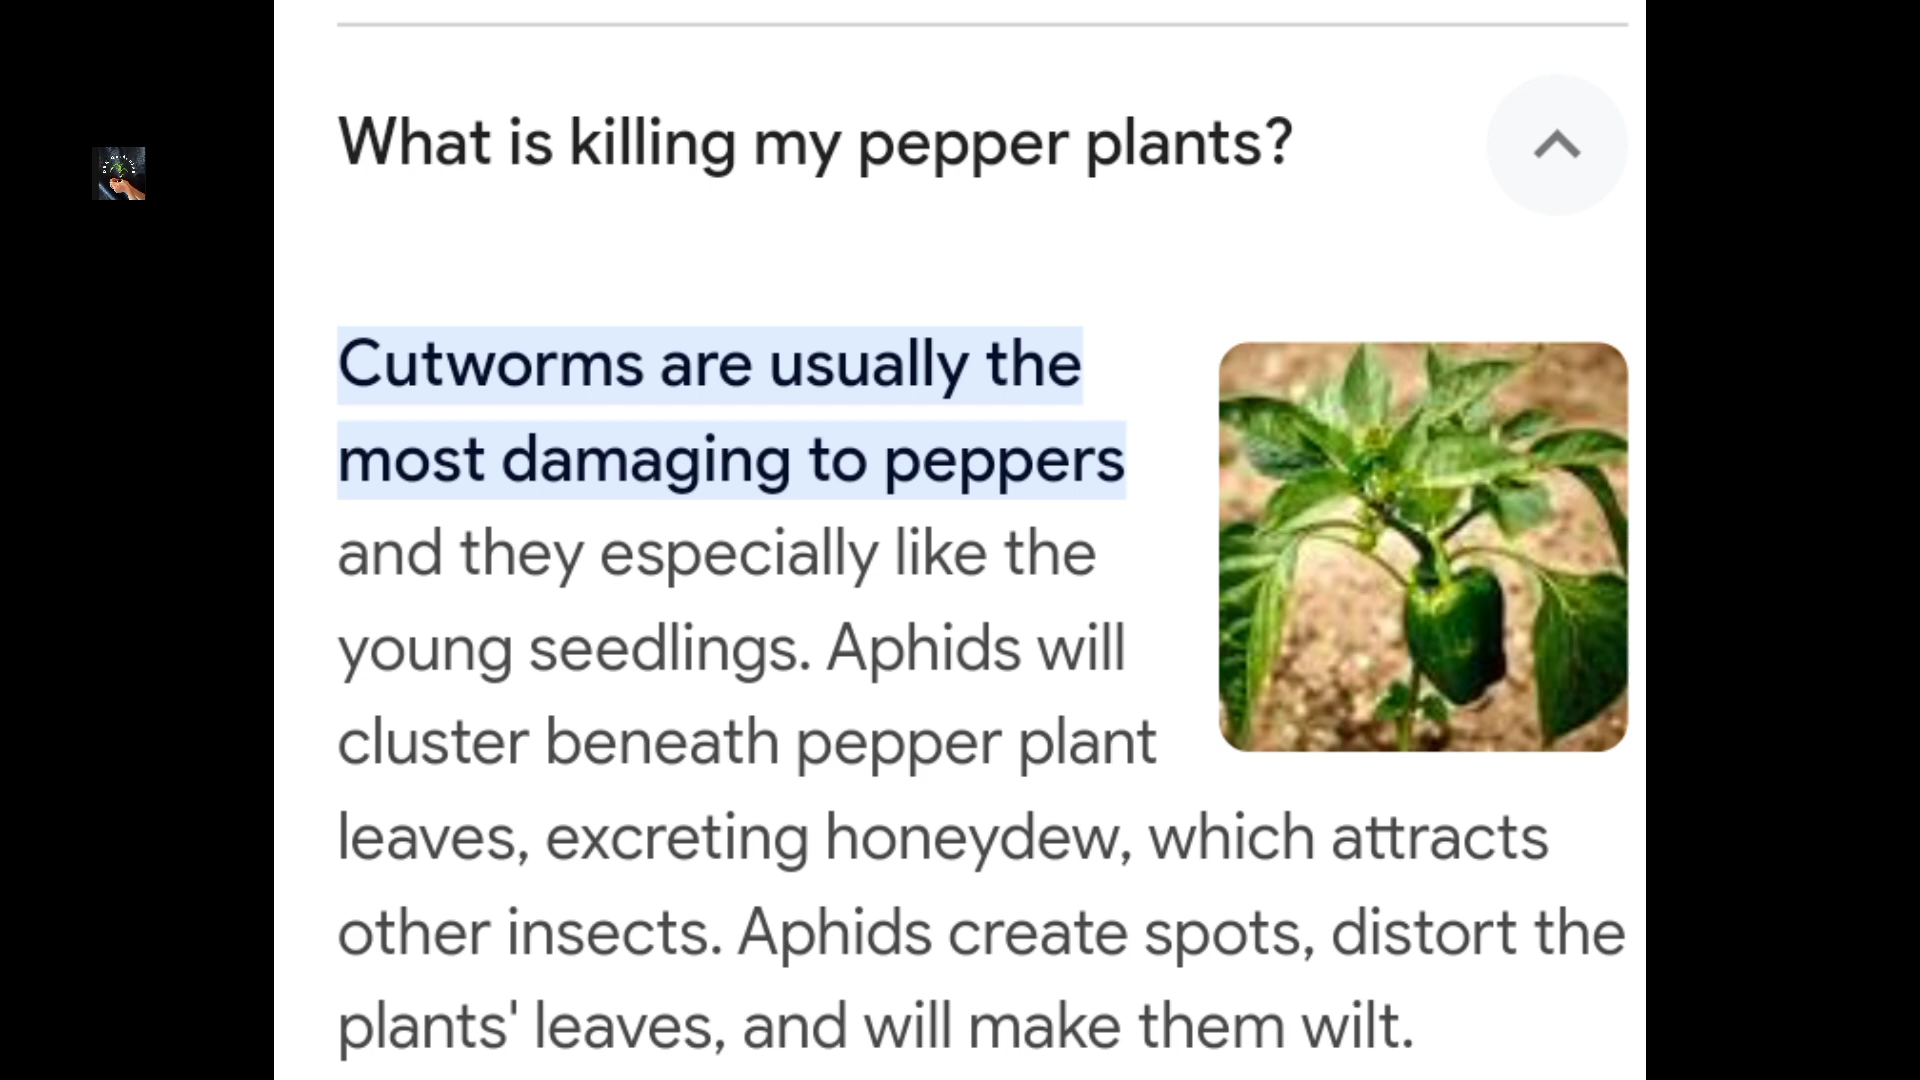 What is killing my pepper plants?
Cutworms are usually the
most damaging to peppers
and they especially like the
young seedlings. Aphids will
cluster beneath pepper plant
leaves, excreting honeydew, which attracts
other insects. Aphids create spots, distort the
plants' leaves, and will make them wilt.